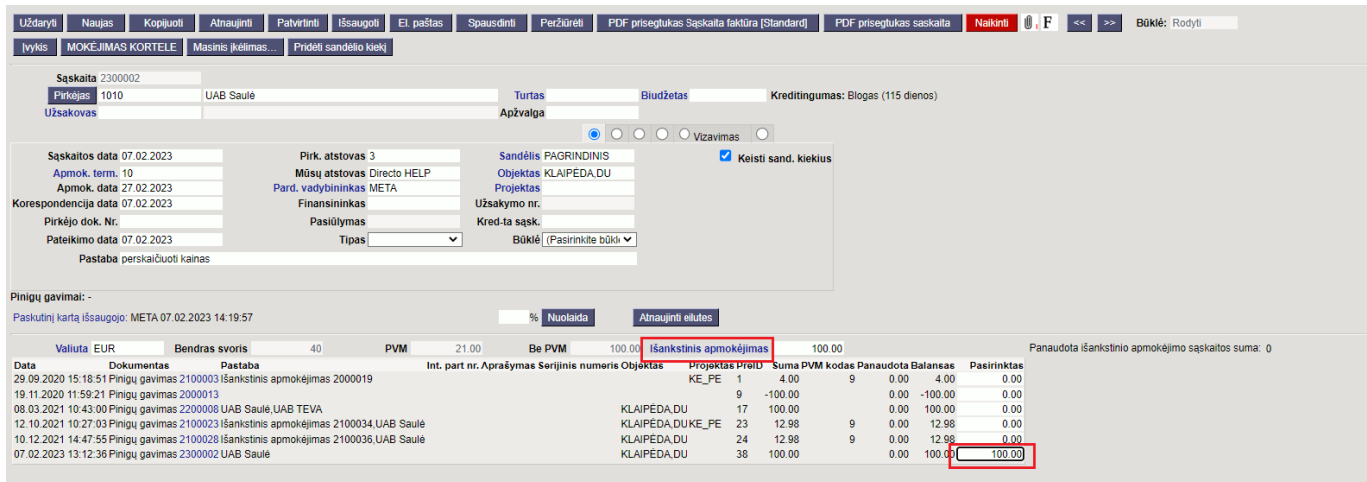 Uždaryti Naujas Kopijuoti Atnaujinti Patvirtinti Išsaugoti El. paštas Spausdinti Peržiūrėti PDF prisegtukas Sąskaita faktūra [Standard] PDF prisegtukas saskaita Naikinti F << >> Būklė: Rodyti
Įvykis MOKĖJIMAS KORTELE Masinis įkėlimas... Pridėti sandėlio kiekį
Sąskaita 2300002
Pirkėjas 1010 UAB Saulė Turtas Biudžetas Kreditingumas: Blogas (115 dienos)
Užsakovas Apžvalga
Vizavimas
Sąskaitos data 07.02.2023 Pirk. atstovas 3 Sandėlis PAGRINDINIS Keisti sand. kiekius
Apmok. term. 10 Mūsų atstovas Directo HELP Objektas KLAIPĖDA,DU
Apmok. data 27.02.2023 Pard. vadybininkas META Projektas
Korespondencija data 07.02.2023 Finansininkas Užsakymo nr.
Pirkėjo dok. Nr. Pasiūlymas Kred-ta sąsk.
Pateikimo data 07.02.2023 Tipas Būklė (Pasirinkite būklę
Pastaba perskaičiuoti kainas
Pinigų gavimai: -
Paskutinį kartą išsaugojo: META 07.02.2023 14:19:57 % Nuolaida Atnaujinti eilutes
Valiuta EUR Bendras svoris 40 PVM 21.00 Be PVM 100.00 Išankstinis apmokėjimas 100.00 Panaudota išankstinio apmokėjimo sąskaitos suma: 0
Data Dokumentas Pastaba Int. part nr. Aprašymas Serijinis numeris Objektas Projektas PreID Suma PVM kodas Panaudota Balansas Pasirinktas
29.09.2020 15:18:51 Pinigų gavimas 2100003 Išankstinis apmokėjimas 2000019 KE_PE 1 4.00 9 0.00 4.00 0.00
19.11.2020 11:59:21 Pinigų gavimas 2000013 9 -100.00 0.00 -100.00 0.00
08.03.2021 10:43:00 Pinigų gavimas 2200008 UAB Saulė,UAB TEVA KLAIPĖDA,DU 17 100.00 0.00 100.00 0.00
12.10.2021 10:27:03 Pinigų gavimas 2100023 Išankstinis apmokėjimas 2100034,UAB Saulė KLAIPĖDA,DU KE_PE 23 12.98 9 0.00 12.98 0.00
10.12.2021 14:47:55 Pinigų gavimas 2100028 Išankstinis apmokėjimas 2100036,UAB Saulė KLAIPĖDA,DU 24 12.98 9 0.00 12.98 0.00
07.02.2023 13:12:36 Pinigų gavimas 2300002 UAB Saulė KLAIPĖDA,DU 38 100.00 0.00 100.00 100.00